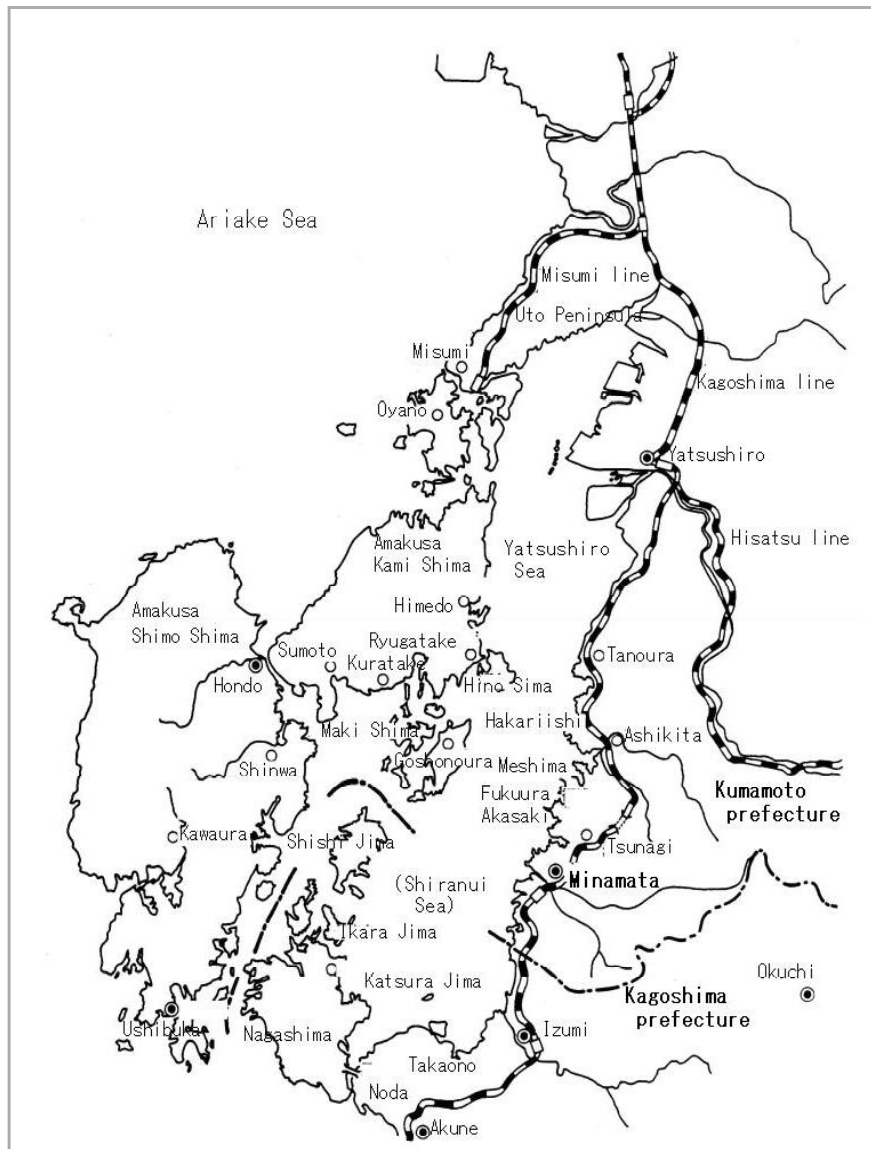 Ariake Sea
Misumi line
Uto Peninsula
Misumi
Kagoshima line
Oyano
Yatsushiro
Amakusa
Kami Shima
Yatsushiro
Sea
Hisatsu line
Himedo
Amakusa
Shimo Shima
Sumoto
Ryugatake
Kuratake
Tanoura
Hondo
Hino Sima
Maki Shima
Hakariishi
Ashikita
Shinwa
Goshonoura
Meshima
Fukuura
Akasaki
Kumamoto
prefecture
Kawaura
Shishi Jima
Tsunagi
Minamata
(Shiranui
Sea)
Ikara Jima
Katsura Jima
Okuchi
Kagoshima
prefecture
Ushibuka
Nagashima
Izumi
Takaono
Noda
Akune